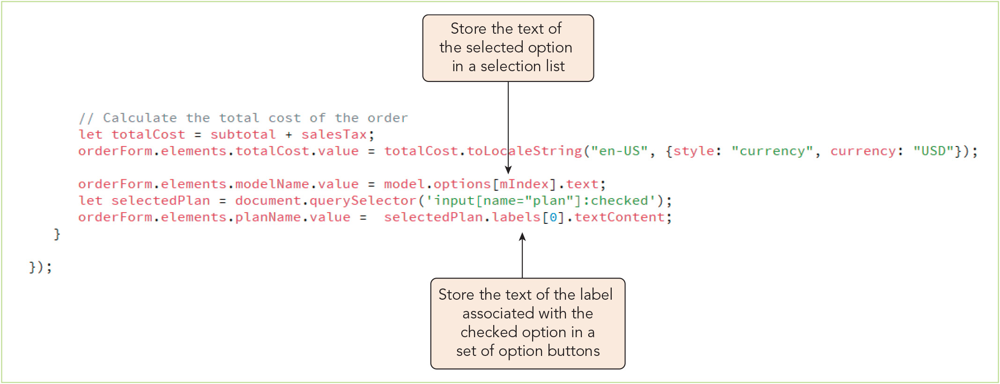 Store the text of
the selected option
in a selection list
// Calculate the total cost of the order
let totalCost = subtotal + salesTax;
orderForm.elements.totalCost.value = totalCost.toLocaleString("en-US", {style: "currency", currency: "USD"});
orderForm.elements.modelName.value = model.options[mIndex].text;
let selectedPlan = document.querySelector('input[name="plan"]:checked');
orderForm.elements.planName.value =  selectedPlan.labels[0].textContent;
}
});
Store the text of the label
associated with the
checked option in a
set of option buttons